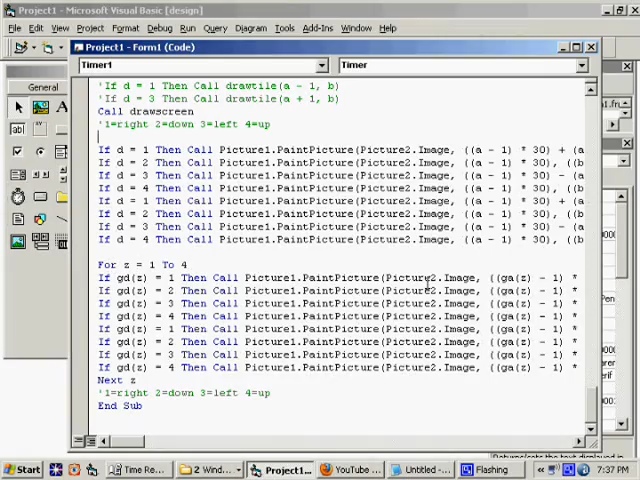 Project1 - Microsoft Visual Basic [design]
File Edit View Project Format Debug Run Query Diagram Tools Add-Ins Window Help
Project1 - Form1 (Code)
Timer1 Timer
General
'If d = 1 Then Call drawtile(a - 1, b)
'If d = 3 Then Call drawtile(a + 1, b)
Call drawscreen
'1=right 2=down 3=left 4=up
If d = 1 Then Call Picture1.PaintPicture(Picture2.Image, ((a - 1) * 30) + (a
If d = 2 Then Call Picture1.PaintPicture(Picture2.Image, ((a - 1) * 30), ((b
If d = 3 Then Call Picture1.PaintPicture(Picture2.Image, ((a - 1) * 30) - (a
If d = 4 Then Call Picture1.PaintPicture(Picture2.Image, ((a - 1) * 30), ((b
If d = 1 Then Call Picture1.PaintPicture(Picture2.Image, ((a - 1) * 30) + (a
If d = 2 Then Call Picture1.PaintPicture(Picture2.Image, ((a - 1) * 30), ((b
If d = 3 Then Call Picture1.PaintPicture(Picture2.Image, ((a - 1) * 30) - (a
If d = 4 Then Call Picture1.PaintPicture(Picture2.Image, ((a - 1) * 30), ((b
For z = 1 To 4
If gd(z) = 1 Then Call Picture1.PaintPicture(Picture2.Image, ((ga(z) - 1) *
If gd(z) = 2 Then Call Picture1.PaintPicture(Picture2.Image, ((ga(z) - 1) *
If gd(z) = 3 Then Call Picture1.PaintPicture(Picture2.Image, ((ga(z) - 1) *
If gd(z) = 4 Then Call Picture1.PaintPicture(Picture2.Image, ((ga(z) - 1) *
If gd(z) = 1 Then Call Picture1.PaintPicture(Picture2.Image, ((ga(z) - 1) *
If gd(z) = 2 Then Call Picture1.PaintPicture(Picture2.Image, ((ga(z) - 1) *
If gd(z) = 3 Then Call Picture1.PaintPicture(Picture2.Image, ((ga(z) - 1) *
If gd(z) = 4 Then Call Picture1.PaintPicture(Picture2.Image, ((ga(z) - 1) *
Next z
'1=right 2=down 3=left 4=up
End Sub
Start Time Re... 2 Wind... Project1... YouTube ... Untitled -... Flashing 7:37 PM